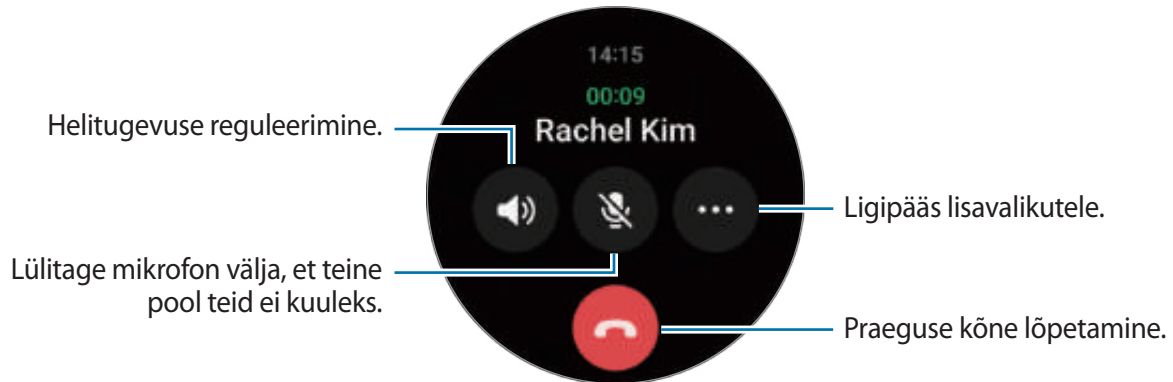 14:15
00:09
Rachel Kim
Helitugevuse reguleerimine.
Ligipääs lisavalikutele.
Lülitage mikrofon välja, et teine
pool teid ei kuuleks.
Praeguse kõne lõpetamine.